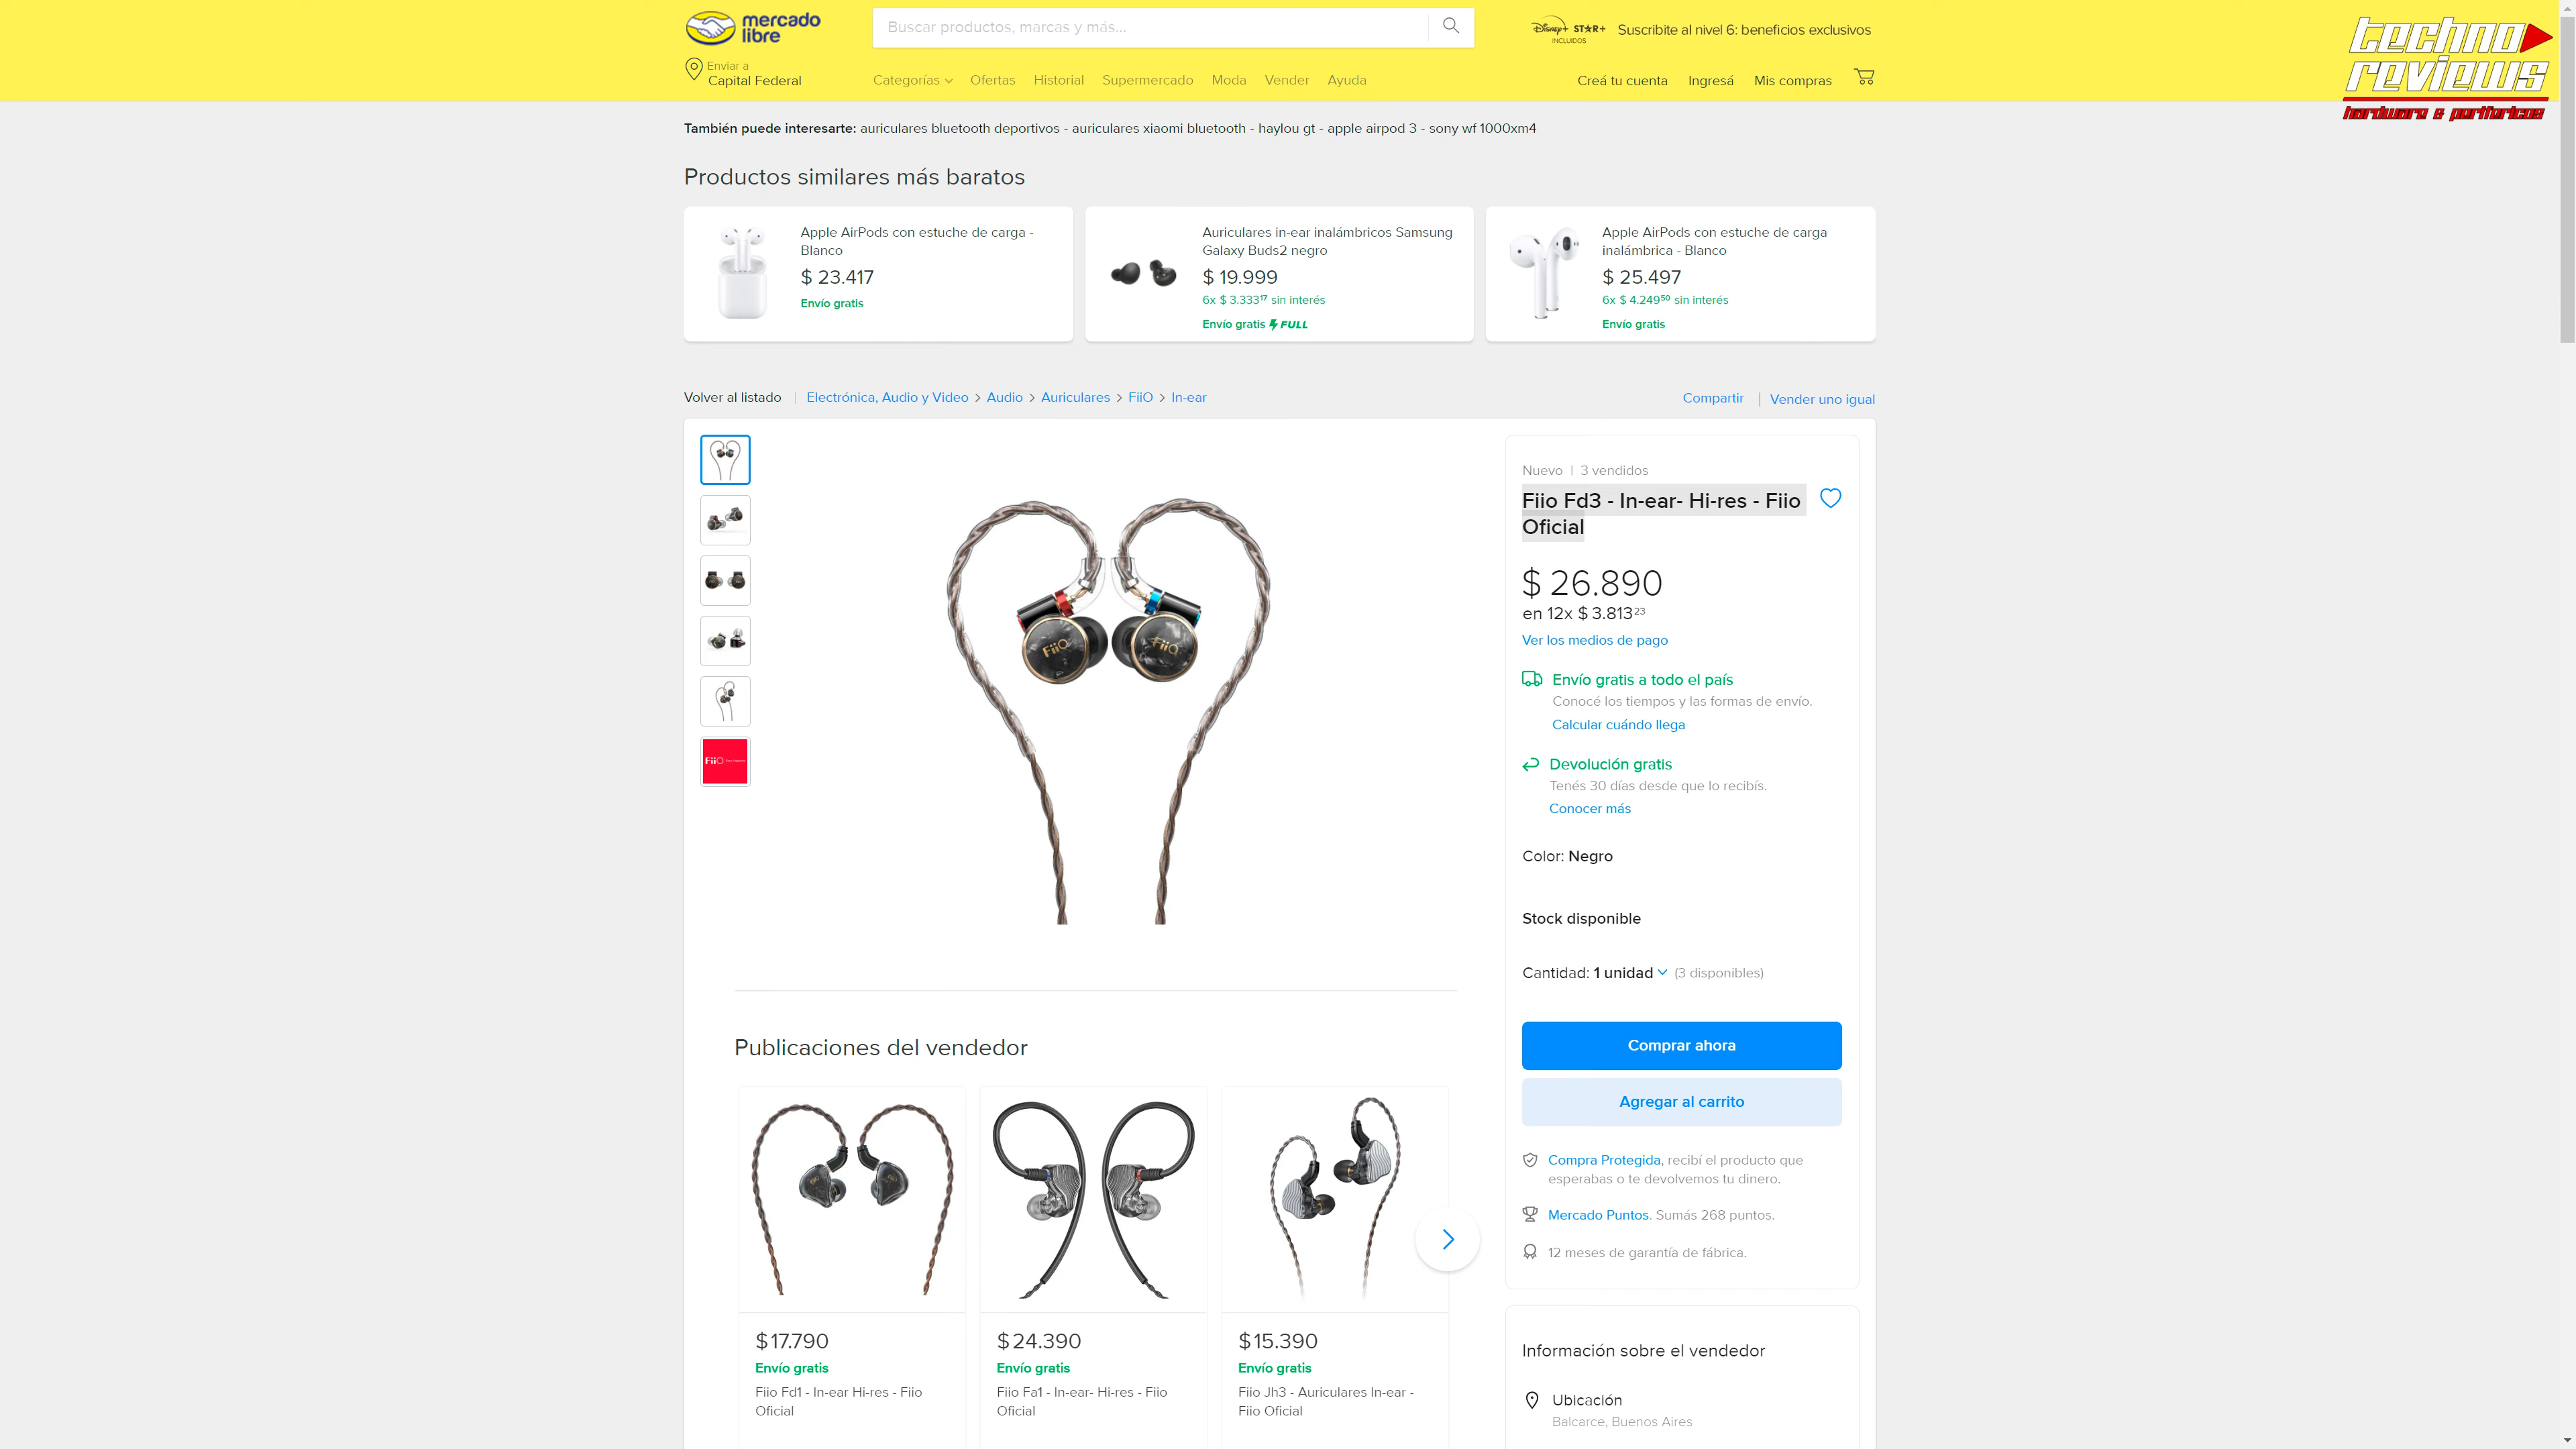 mercado
libre
Buscar productos, marcas y más...
Disney+ STAR+
INCLUIDOS
Suscribite al nivel 6: beneficios exclusivos
techno
reviews
hardware & perifericos
Enviar a
Capital Federal
Categorías Ofertas Historial Supermercado Moda Vender Ayuda
Creá tu cuenta Ingresá Mis compras
También puede interesarte: auriculares bluetooth deportivos - auriculares xiaomi bluetooth - haylou gt - apple airpod 3 - sony wf 1000xm4
Productos similares más baratos
Apple AirPods con estuche de carga -
Blanco
$ 23.417
Envío gratis
Auriculares in-ear inalámbricos Samsung
Galaxy Buds2 negro
$ 19.999
6x $ 3.333¹⁷ sin interés
Envío gratis FULL
Apple AirPods con estuche de carga
inalámbrica - Blanco
$ 25.497
6x $ 4.249⁵⁰ sin interés
Envío gratis
Volver al listado | Electrónica, Audio y Video > Audio > Auriculares > FiiO > In-ear
Compartir | Vender uno igual
FiiO
FiiO
FiiO
Nuevo | 3 vendidos
Fiio Fd3 - In-ear- Hi-res - Fiio
Oficial
$ 26.890
en 12x $ 3.813²³
Ver los medios de pago
Envío gratis a todo el país
Conocé los tiempos y las formas de envío.
Calcular cuándo llega
Devolución gratis
Tenés 30 días desde que lo recibís.
Conocer más
Color: Negro
Stock disponible
Cantidad: 1 unidad (3 disponibles)
Comprar ahora
Agregar al carrito
Compra Protegida, recibí el producto que
esperabas o te devolvemos tu dinero.
Mercado Puntos. Sumás 268 puntos.
12 meses de garantía de fábrica.
Publicaciones del vendedor
$ 17.790
Envío gratis
Fiio Fd1 - In-ear Hi-res - Fiio
Oficial
$ 24.390
Envío gratis
Fiio Fa1 - In-ear- Hi-res - Fiio
Oficial
$ 15.390
Envío gratis
Fiio Jh3 - Auriculares In-ear -
Fiio Oficial
Información sobre el vendedor
Ubicación
Balcarce, Buenos Aires